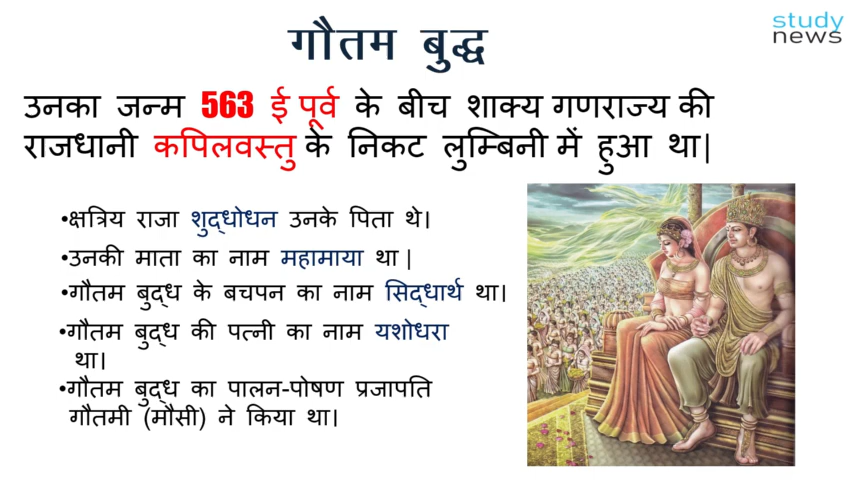 गौतम बुद्ध
study
news
उनका जन्म 563 ई पूर्व के बीच शाक्य गणराज्य की
राजधानी कपिलवस्तु के निकट लुम्बिनी में हुआ था|
•क्षत्रिय राजा शुद्धोधन उनके पिता थे।
•उनकी माता का नाम महामाया था |
•गौतम बुद्ध के बचपन का नाम सिद्धार्थ था।
•गौतम बुद्ध की पत्नी का नाम यशोधरा
था।
•गौतम बुद्ध का पालन-पोषण प्रजापति
गौतमी (मौसी) ने किया था।